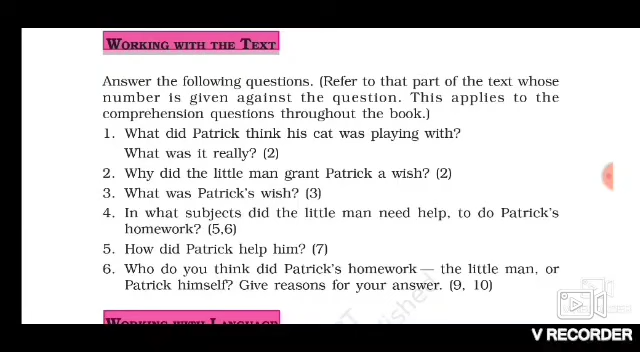 WORKING WITH THE TEXT
Answer the following questions. (Refer to that part of the text whose
number is given against the question. This applies to the
comprehension questions throughout the book.)
1. What did Patrick think his cat was playing with?
What was it really? (2)
2. Why did the little man grant Patrick a wish? (2)
3. What was Patrick's wish? (3)
4. In what subjects did the little man need help, to do Patrick's
homework? (5,6)
5. How did Patrick help him? (7)
6. Who do you think did Patrick's homework — the little man, or
Patrick himself? Give reasons for your answer. (9, 10)
WORKING WITH LANGUAGE
V RECORDER